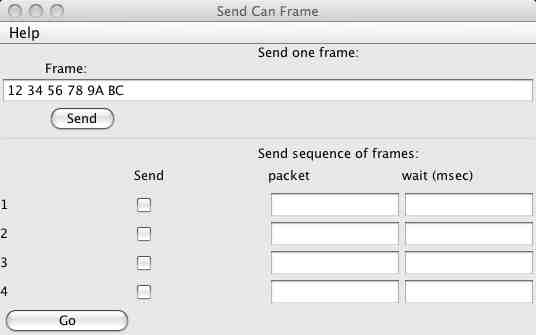 Send Can Frame
Help
Send one frame:
Frame:
12 34 56 78 9A BC
Send
Send sequence of frames:
Send packet wait (msec)
1
2
3
4
Go